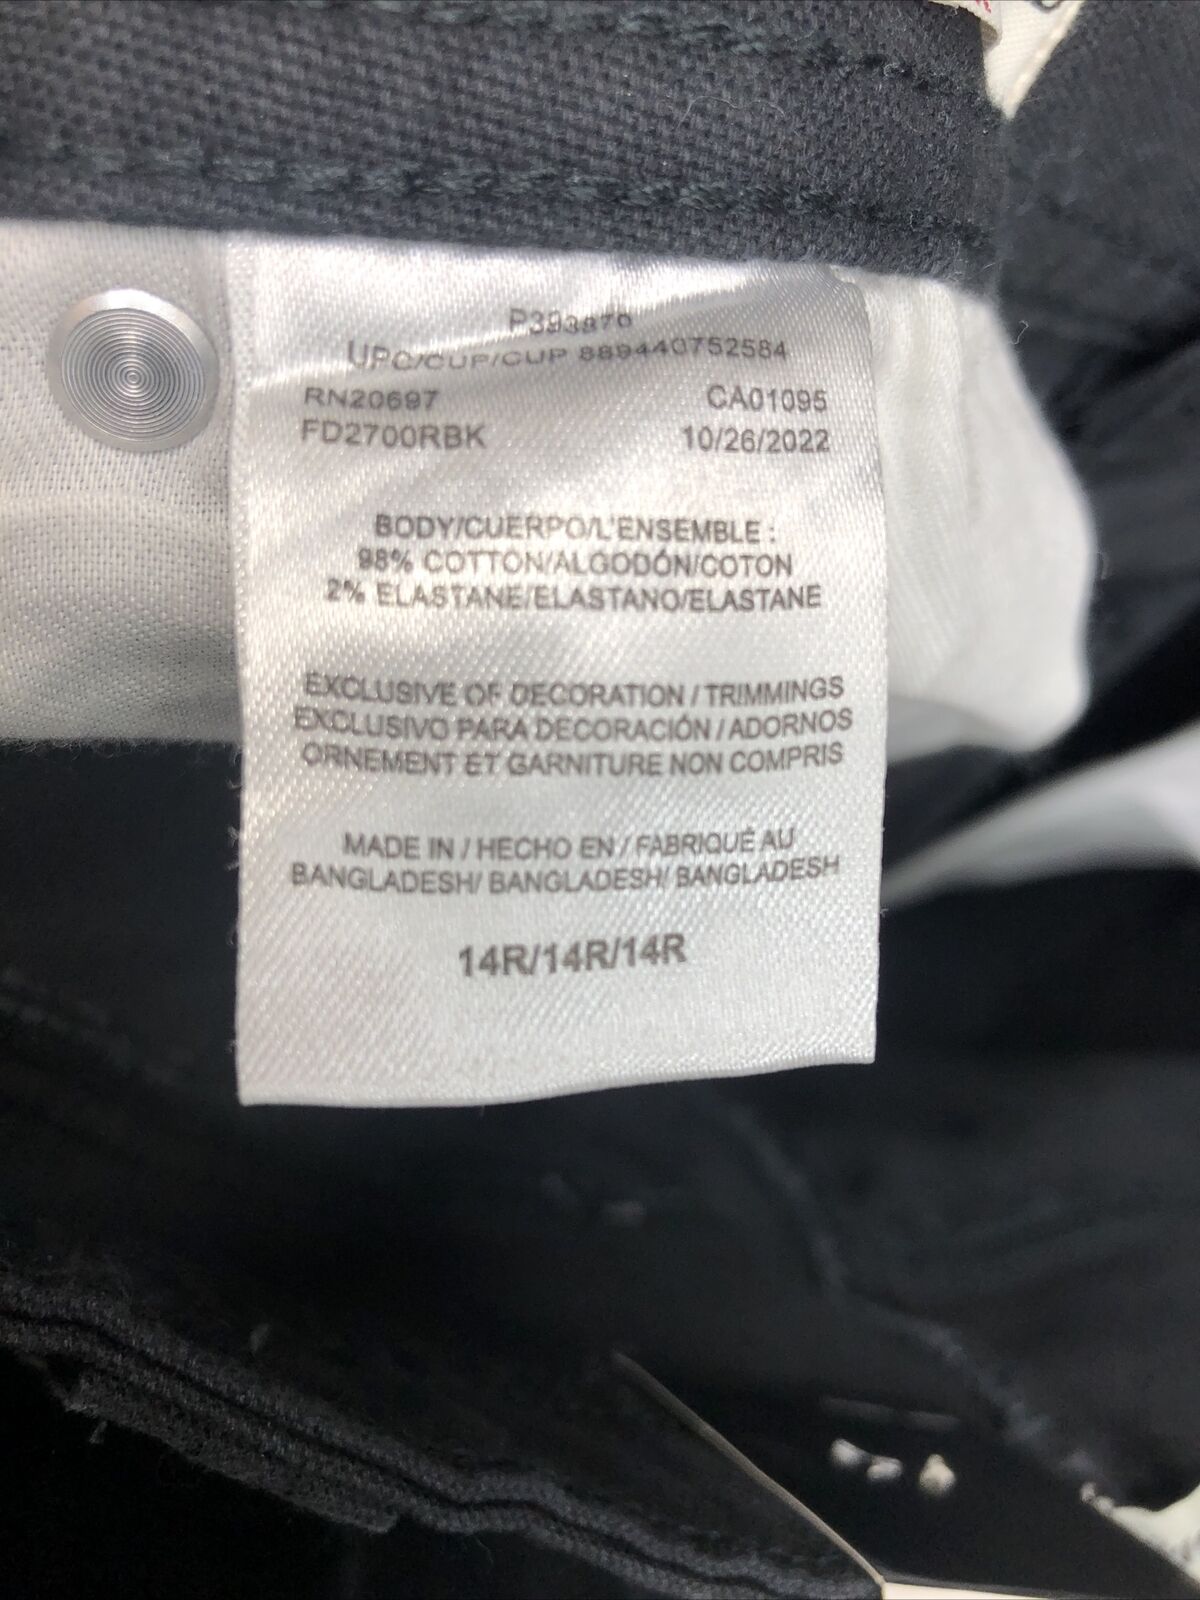 P393876
UPC/CUP/CUP 889440752584
RN20697 CA01095
FD2700RBK 10/26/2022
BODY/CUERPO/L'ENSEMBLE :
98% COTTON/ALGODÓN/COTON
2% ELASTANE/ELASTANO/ELASTANE
EXCLUSIVE OF DECORATION / TRIMMINGS
EXCLUSIVO PARA DECORACIÓN / ADORNOS
ORNEMENT ET GARNITURE NON COMPRIS
MADE IN / HECHO EN / FABRIQUÉ AU
BANGLADESH/ BANGLADESH/ BANGLADESH
14R/14R/14R